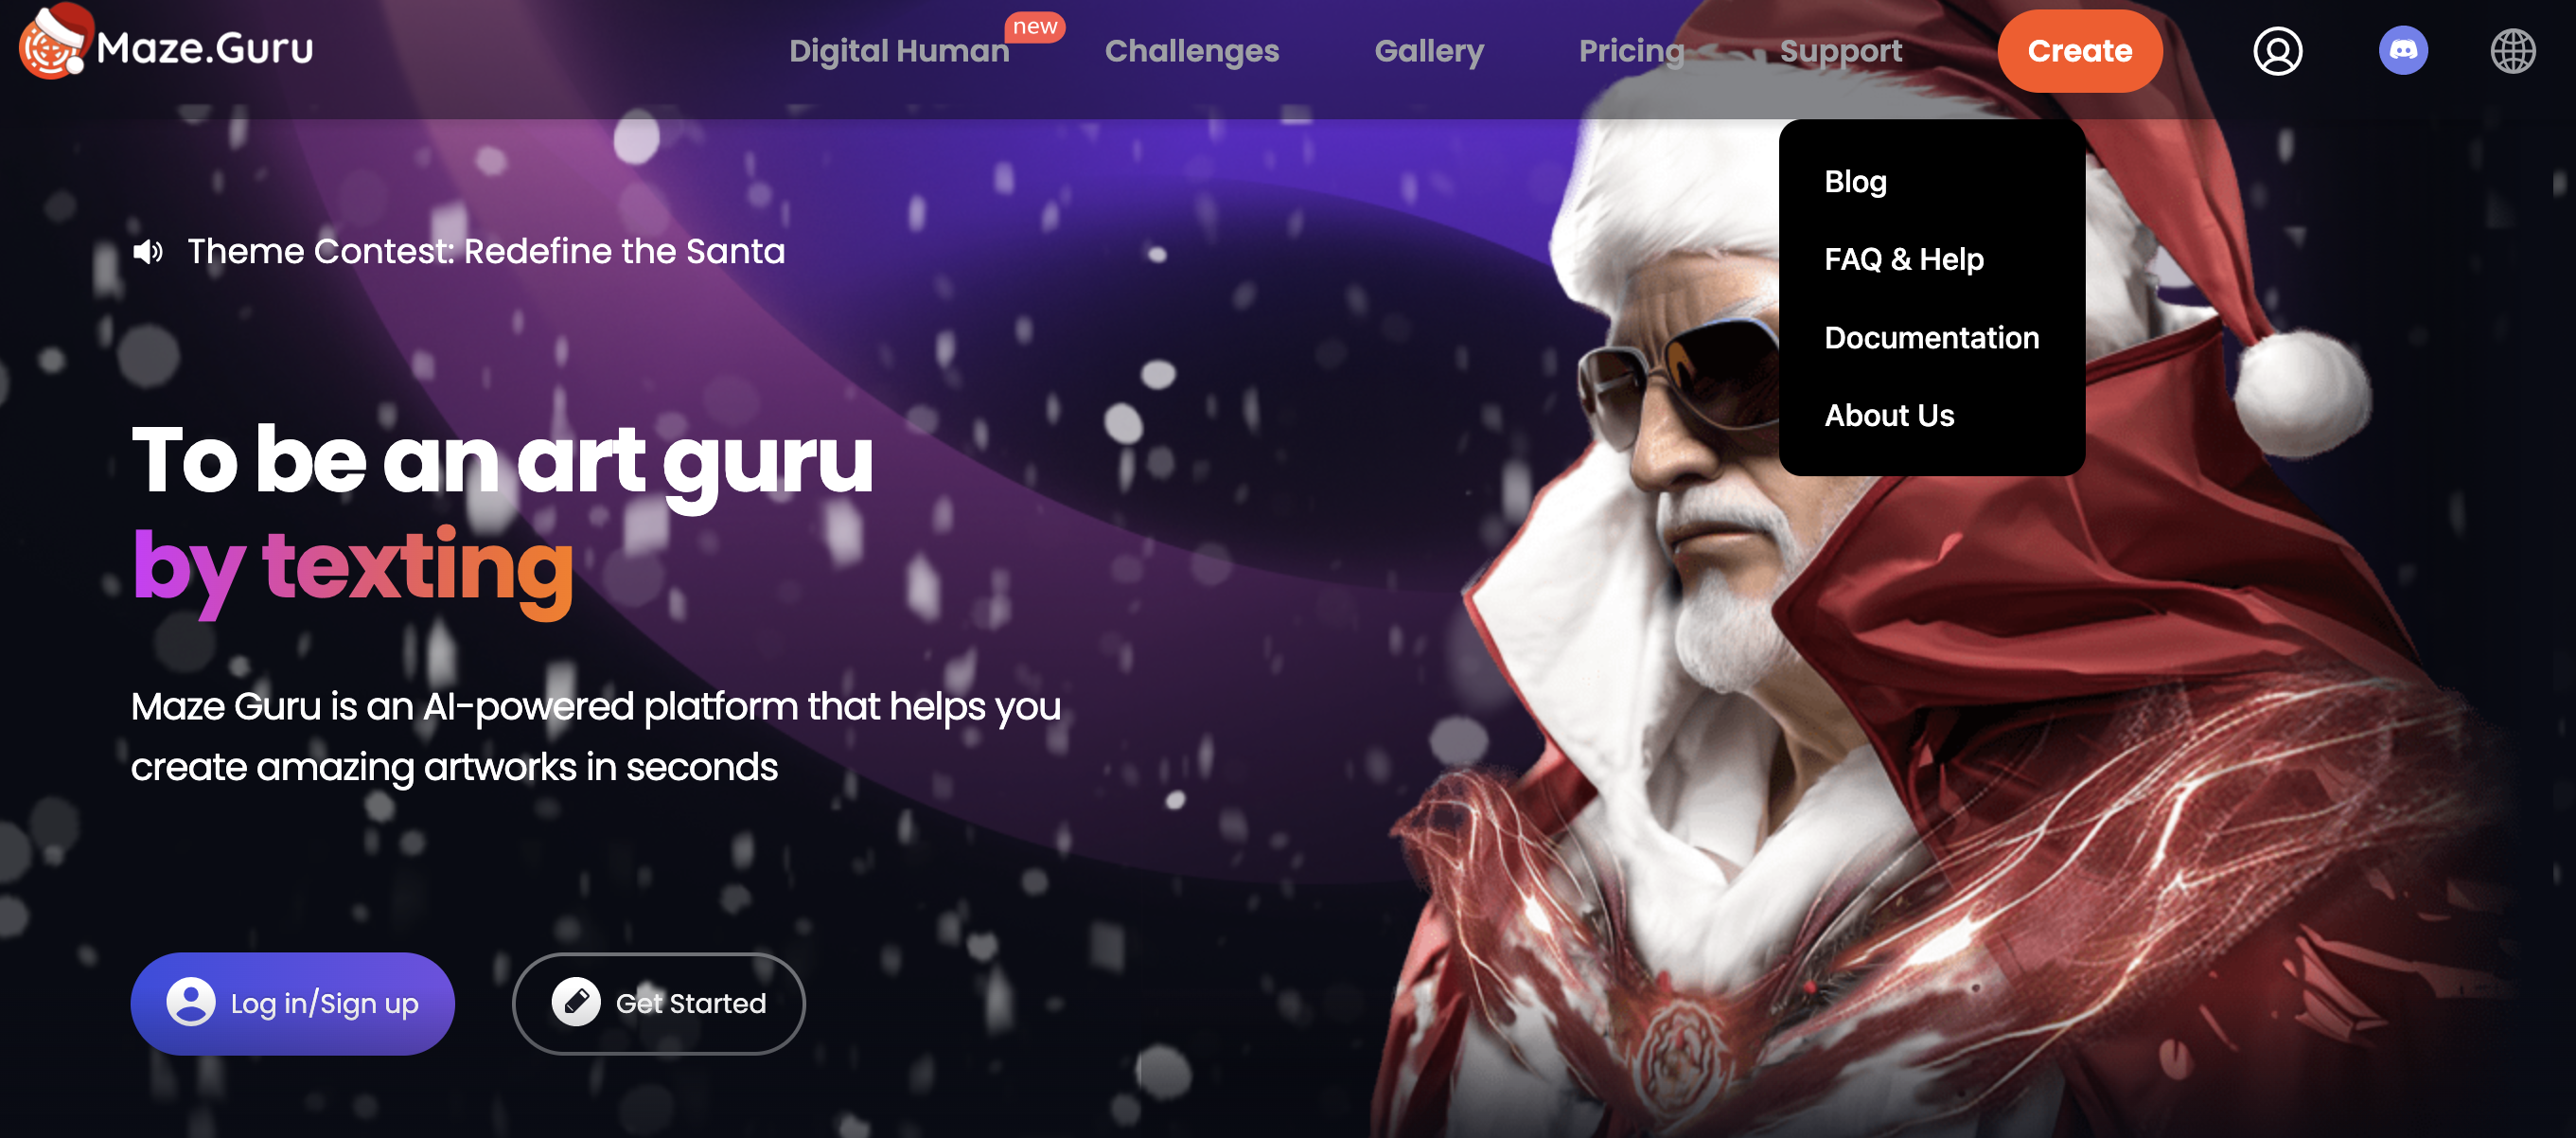 Maze.Guru
Digital Human
new
Challenges
Gallery
Pricing
Support
Create
Blog
FAQ & Help
Documentation
About Us
Theme Contest: Redefine the Santa
To be an art guru
by texting
Maze Guru is an AI-powered platform that helps you
create amazing artworks in seconds
Log in/Sign up
Get Started